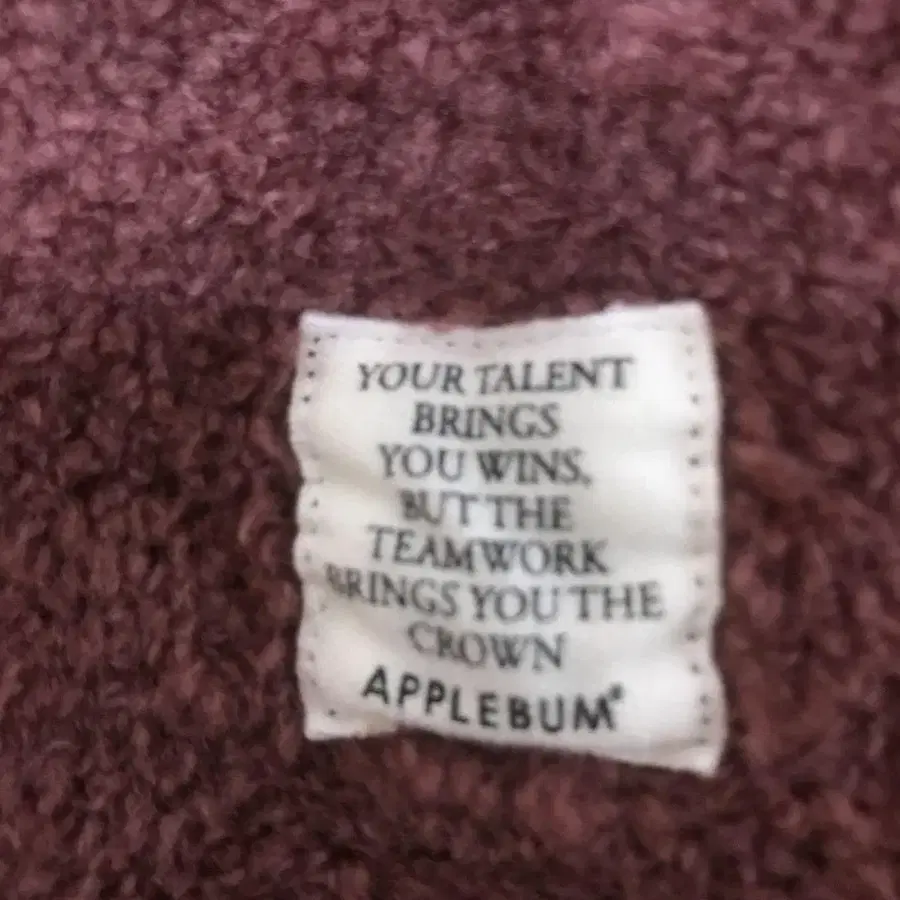 YOUR TALENT
BRINGS
YOU WINS,
BUT THE
TEAMWORK
BRINGS YOU THE
CROWN
APPLEBUM